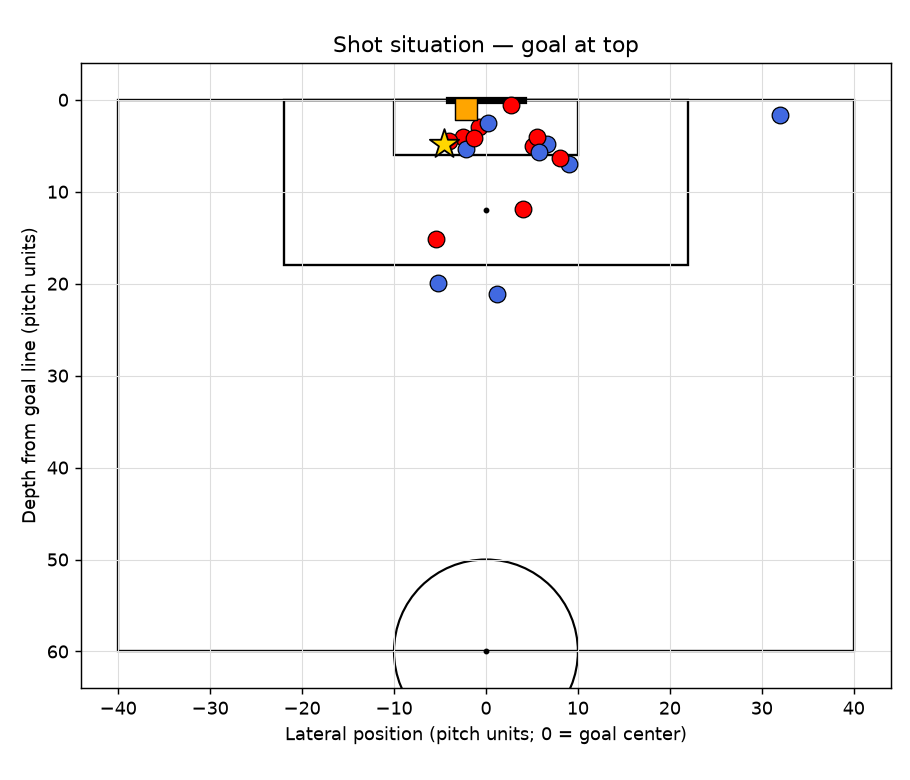 Shot situation — goal at top
0
10
20
30
40
50
60
Depth from goal line (pitch units)
−40 −30 −20 −10 0 10 20 30 40
Lateral position (pitch units; 0 = goal center)